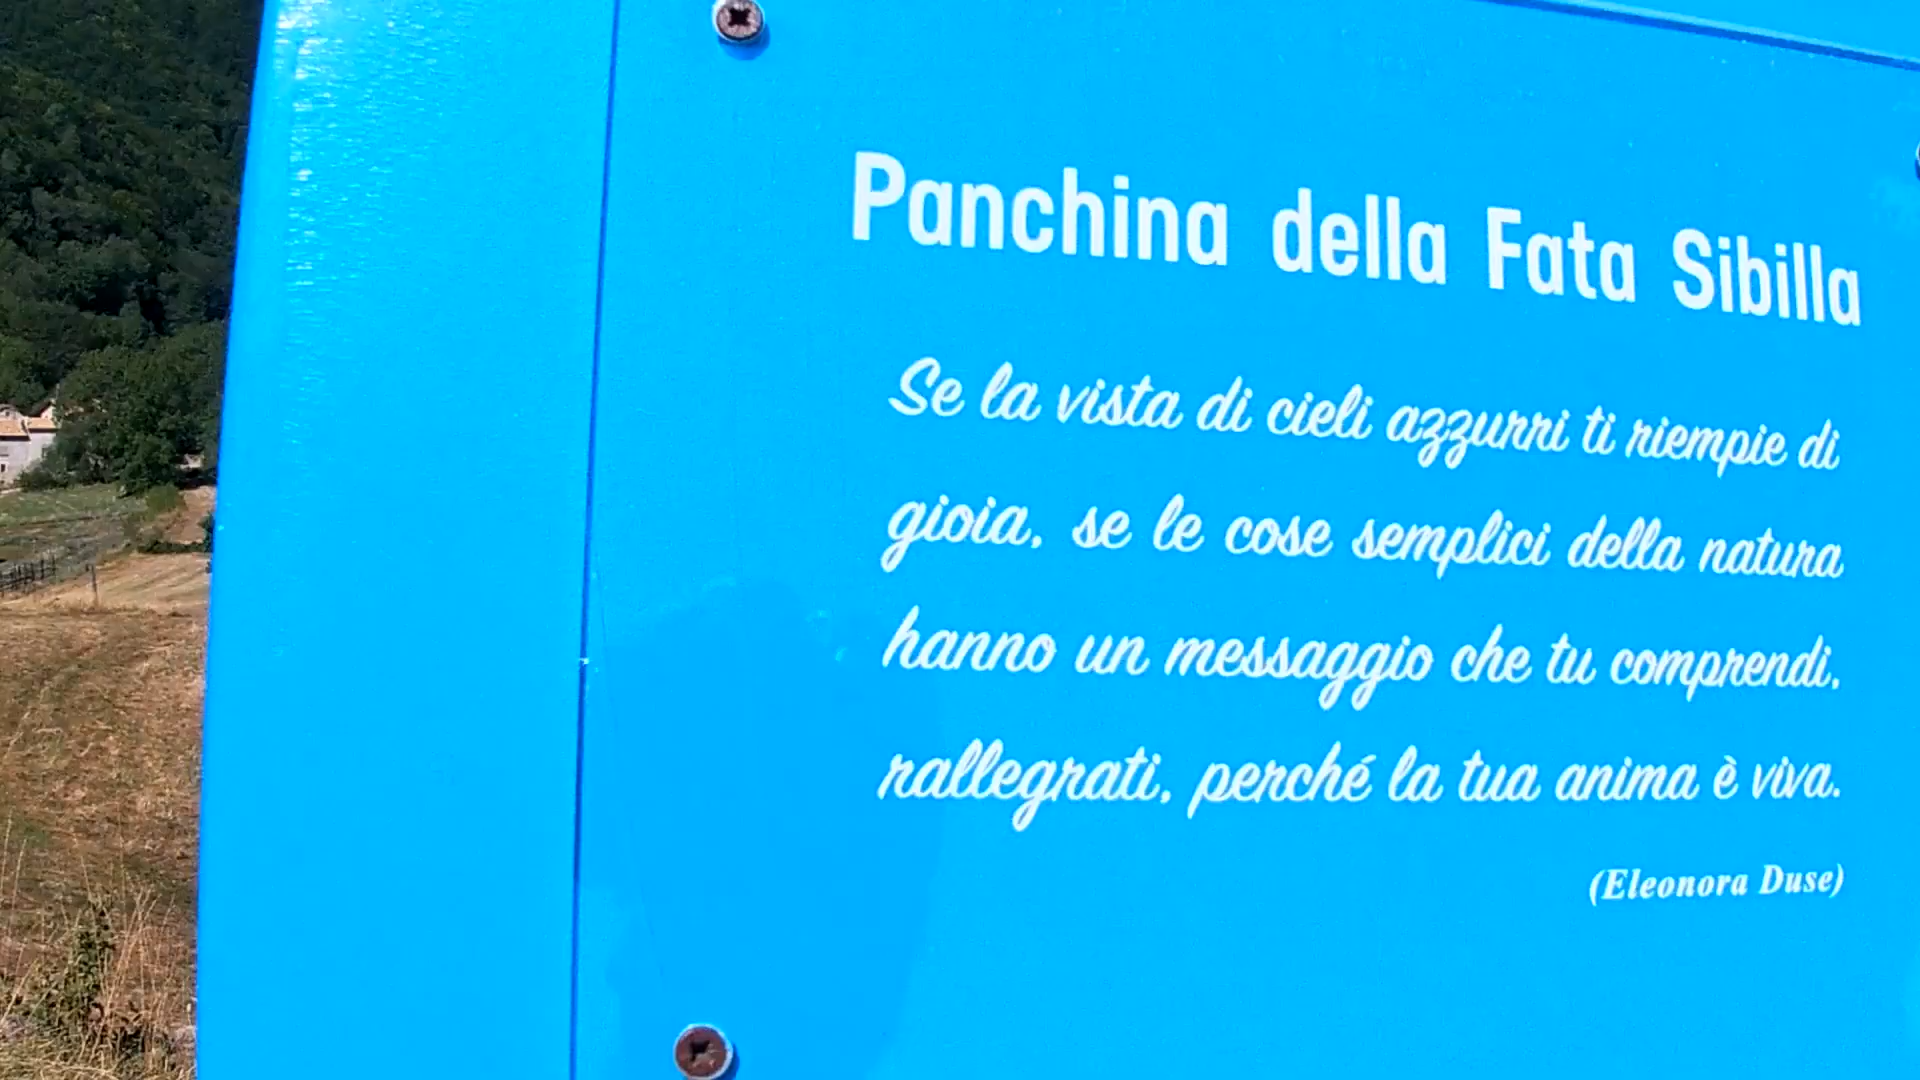 Panchina della Fata Sibilla
Se la vista di cieli azzurri ti riempie di
gioia, se le cose semplici della natura
hanno un messaggio che tu comprendi,
rallegrati, perché la tua anima è viva.
(Eleonora Duse)